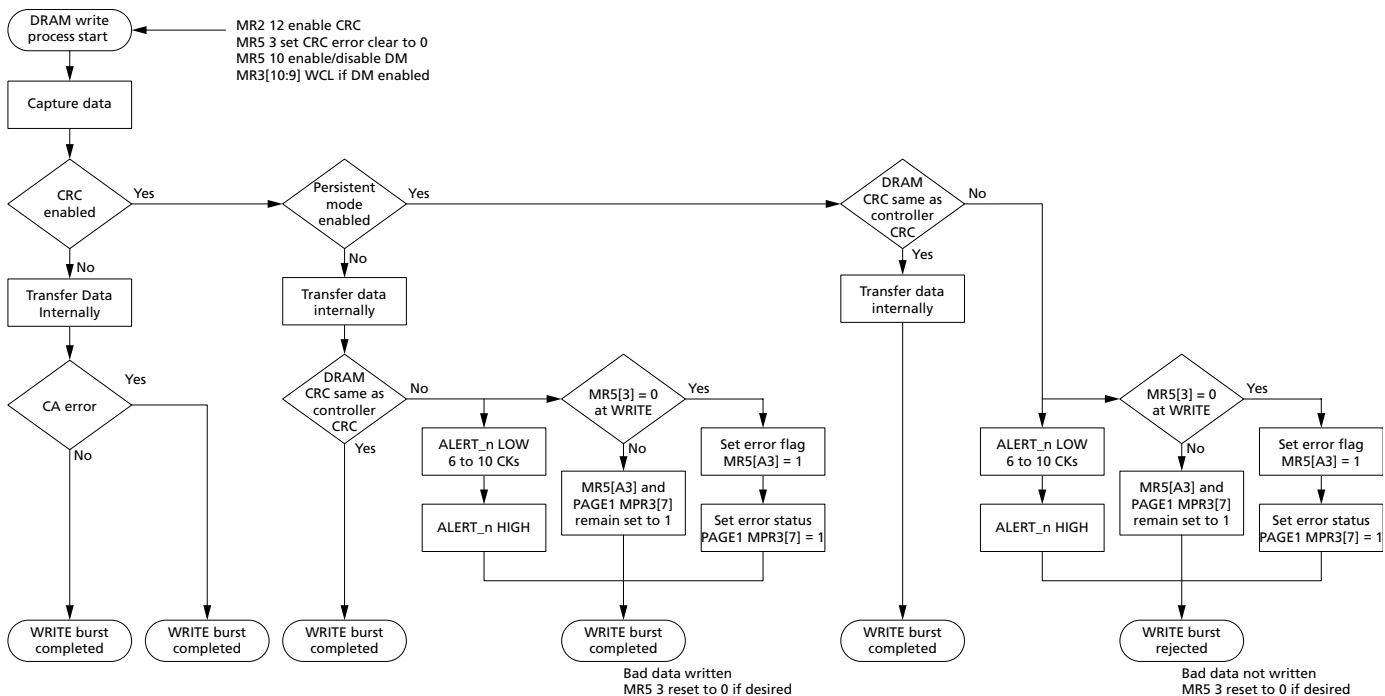 DRAM write
process start
MR2 12 enable CRC
MR5 3 set CRC error clear to 0
MR5 10 enable/disable DM
MR3[10:9] WCL if DM enabled
Capture data
CRC
enabled
Yes
No
Persistent
mode
enabled
Yes
No
DRAM
CRC same as
controller
CRC
No
Yes
Transfer Data
Internally
Transfer data
internally
Transfer data
internally
CA error
Yes
No
DRAM
CRC same as
controller
CRC
No
Yes
MR5[3] = 0
at WRITE
Yes
No
MR5[3] = 0
at WRITE
Yes
No
ALERT_n LOW
6 to 10 CKs
Set error flag
MR5[A3] = 1
ALERT_n LOW
6 to 10 CKs
Set error flag
MR5[A3] = 1
ALERT_n HIGH
MR5[A3] and
PAGE1 MPR3[7]
remain set to 1
Set error status
PAGE1 MPR3[7] = 1
ALERT_n HIGH
MR5[A3] and
PAGE1 MPR3[7]
remain set to 1
Set error status
PAGE1 MPR3[7] = 1
WRITE burst
completed
WRITE burst
completed
WRITE burst
completed
WRITE burst
completed
WRITE burst
completed
WRITE burst
rejected
Bad data written
MR5 3 reset to 0 if desired
Bad data not written
MR5 3 reset to 0 if desired